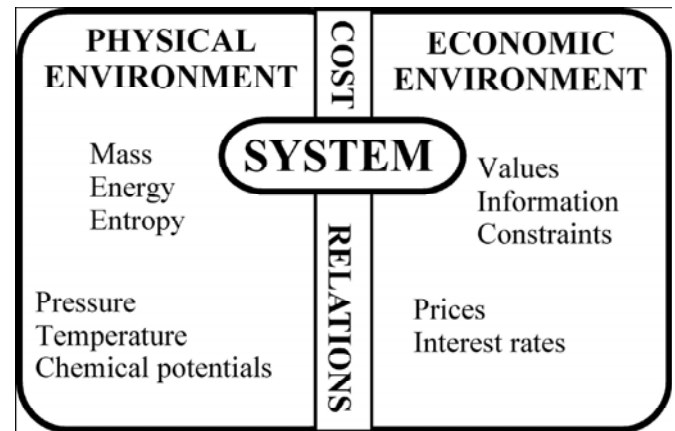 PHYSICAL
ENVIRONMENT
COST
ECONOMIC
ENVIRONMENT
SYSTEM
Mass
Energy
Entropy
Values
Information
Constraints
RELATIONS
Pressure
Temperature
Chemical potentials
Prices
Interest rates